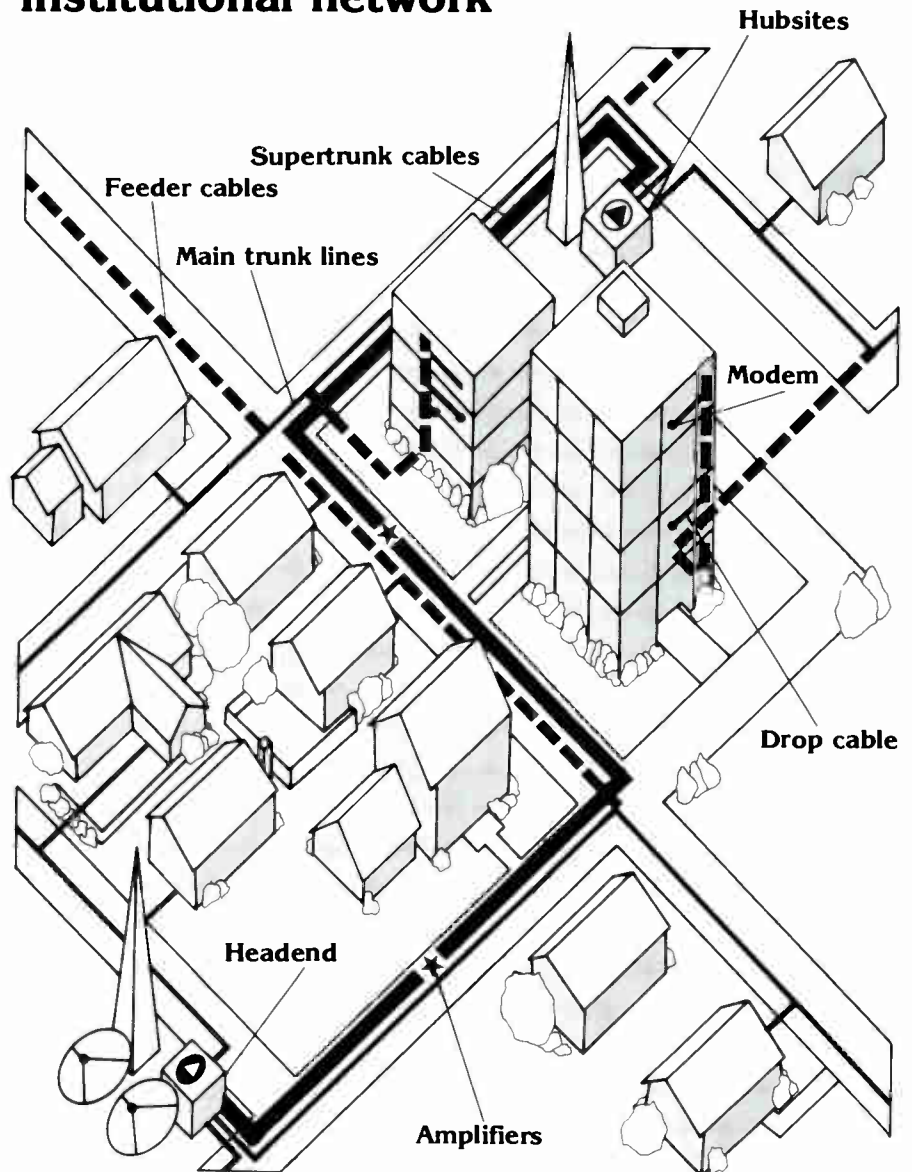 institutional network
Hubsites
Supertrunk cables
Feeder cables
Main trunk lines
Modem
Drop cable
Headend
Amplifiers